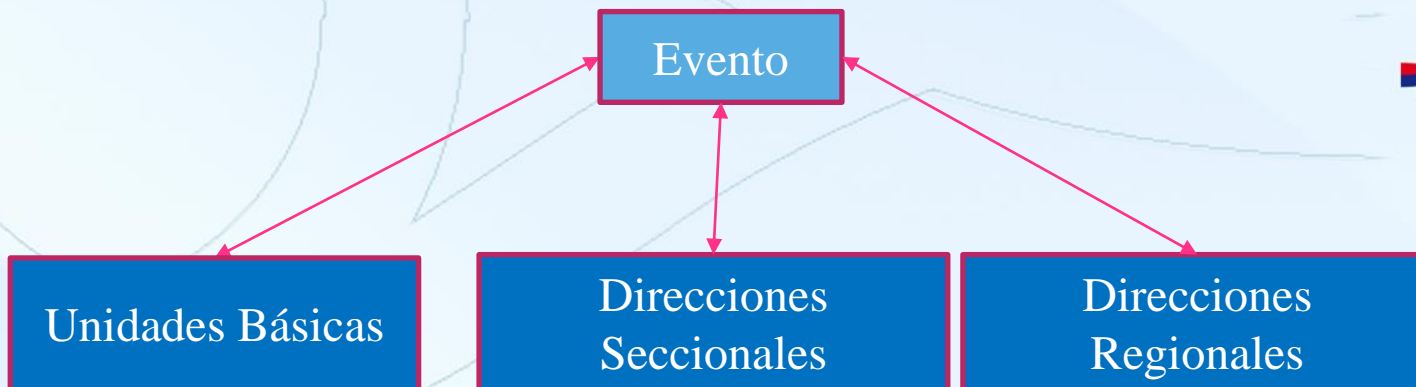 Evento
Unidades Básicas
Direcciones
Seccionales
Direcciones
Regionales